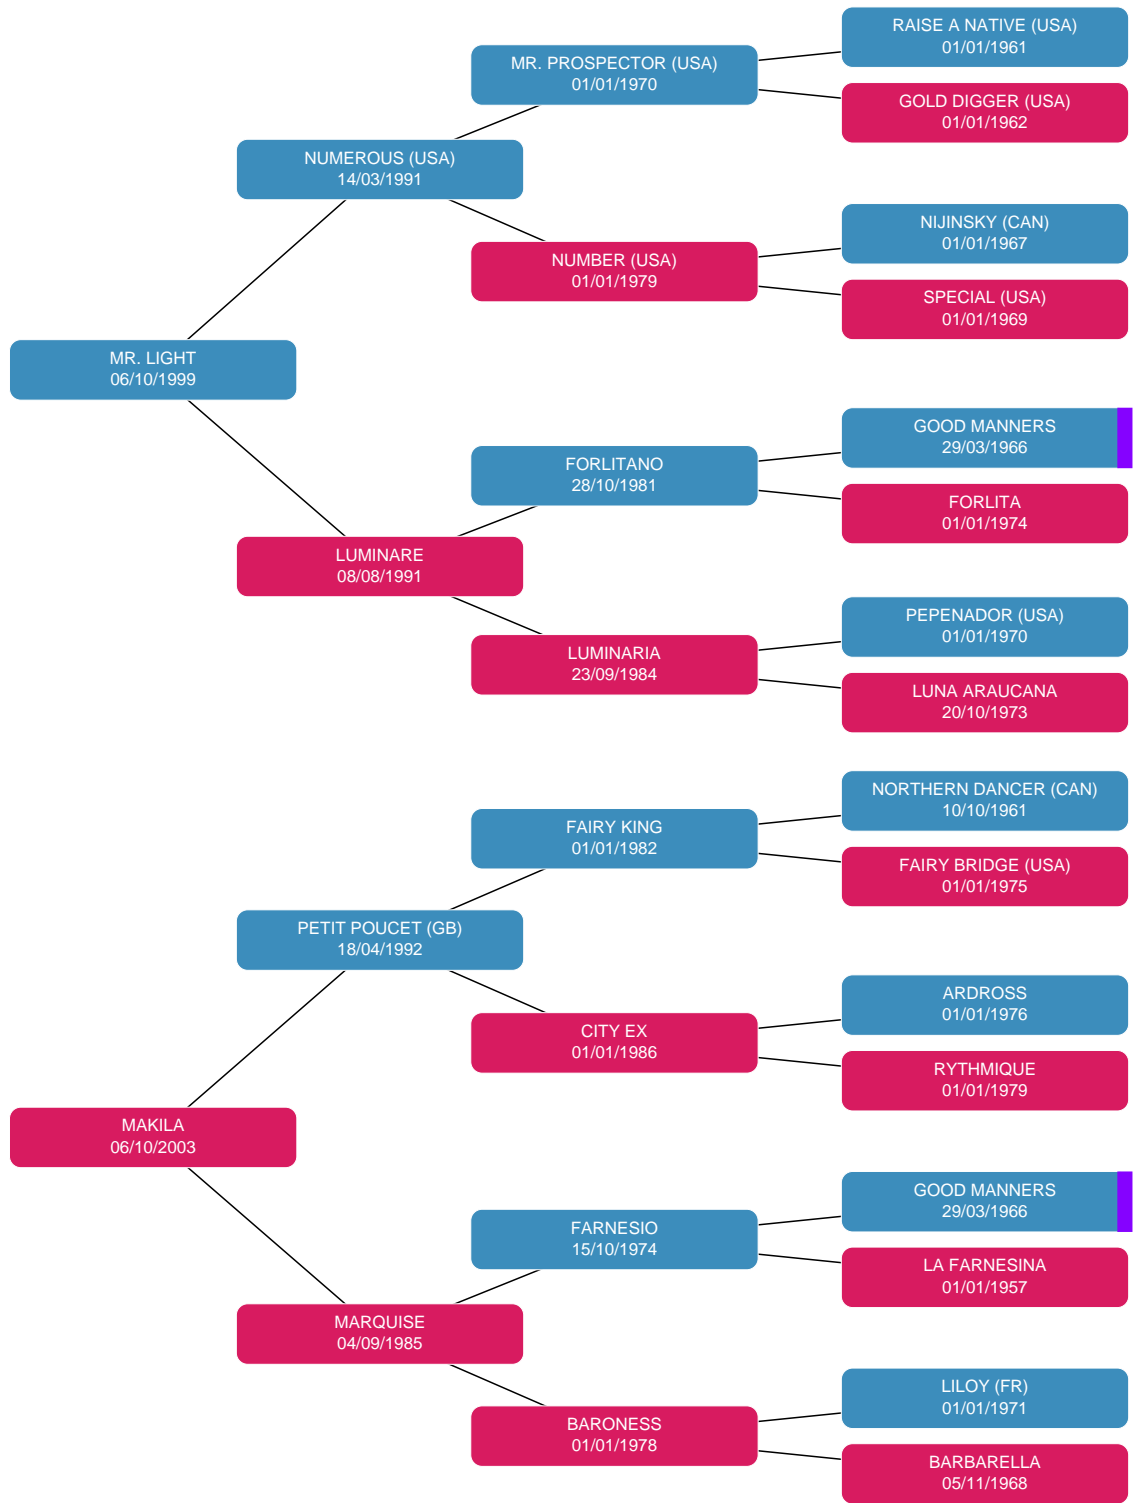 RAISE A NATIVE (USA)
01/01/1961
MR. PROSPECTOR (USA)
01/01/1970
GOLD DIGGER (USA)
01/01/1962
NUMEROUS (USA)
14/03/1991
NIJINSKY (CAN)
01/01/1967
NUMBER (USA)
01/01/1979
SPECIAL (USA)
01/01/1969
MR. LIGHT
06/10/1999
GOOD MANNERS
29/03/1966
FORLITANO
28/10/1981
FORLITA
01/01/1974
LUMINARE
08/08/1991
PEPENADOR (USA)
01/01/1970
LUMINARIA
23/09/1984
LUNA ARAUCANA
20/10/1973
NORTHERN DANCER (CAN)
10/10/1961
FAIRY KING
01/01/1982
FAIRY BRIDGE (USA)
01/01/1975
PETIT POUCET (GB)
18/04/1992
ARDROSS
01/01/1976
CITY EX
01/01/1986
RYTHMIQUE
01/01/1979
MAKILA
06/10/2003
GOOD MANNERS
29/03/1966
FARNESIO
15/10/1974
LA FARNESINA
01/01/1957
MARQUISE
04/09/1985
LILOY (FR)
01/01/1971
BARONESS
01/01/1978
BARBARELLA
05/11/1968